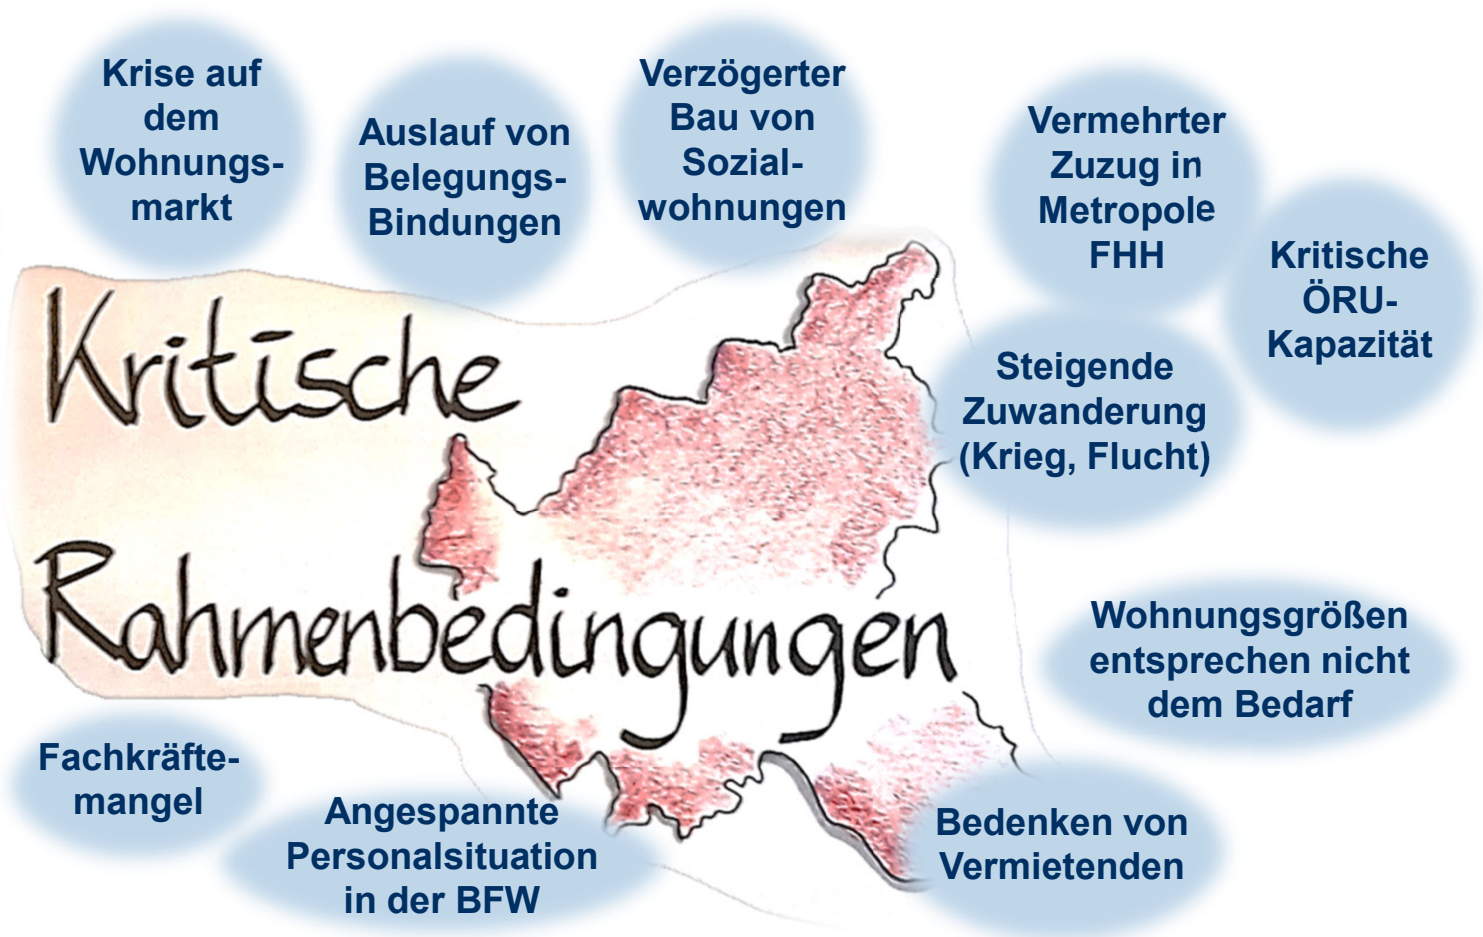 Krise auf
dem
Wohnungs-
markt
Auslauf von
Belegungs-
Bindungen
Verzögerter
Bau von
Sozial-
wohnungen
Vermehrter
Zuzug in
Metropole
FHH
Kritische
ÖRU-
Kapazität
Steigende
Zuwanderung
(Krieg, Flucht)
Kritische
Rahmenbedingungen
Wohnungsgrößen
entsprechen nicht
dem Bedarf
Fachkräfte-
mangel
Angespannte
Personalsituation
in der BFW
Bedenken von
Vermietenden